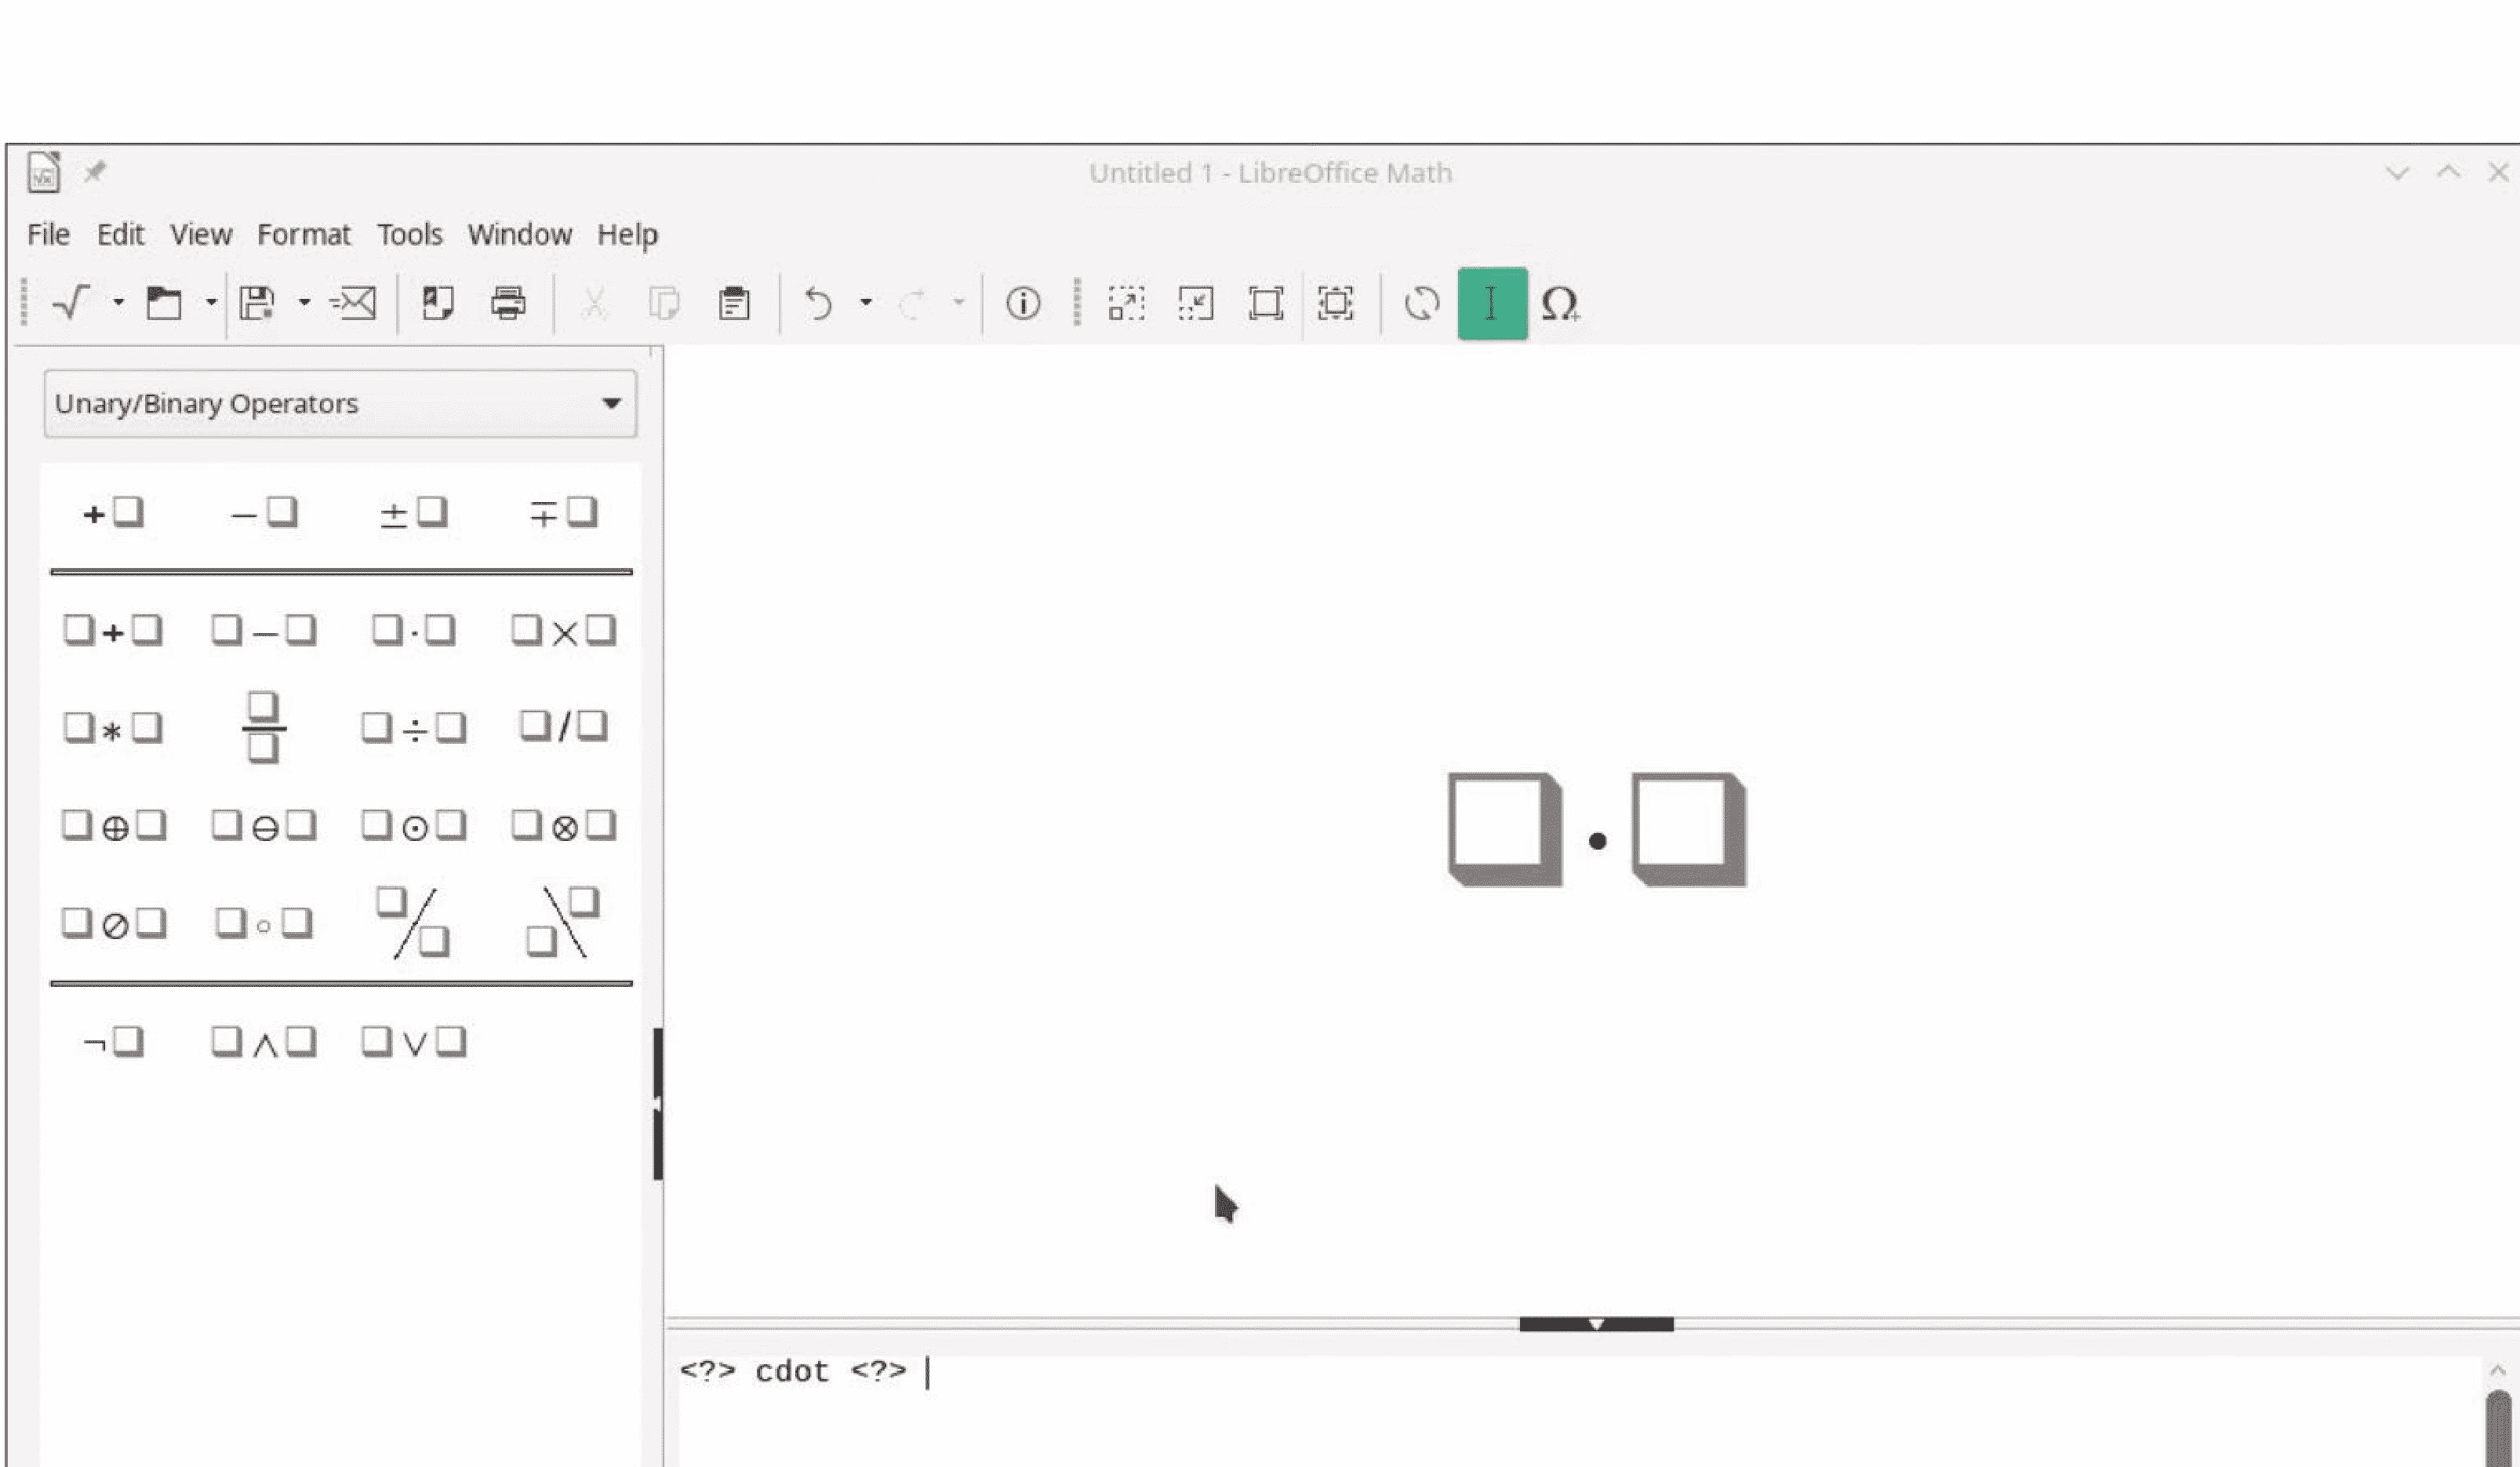 Untitled 1 - LibreOffice Math
File Edit View Format Tools Window Help
Unary/Binary Operators
+□ −□ ±□ ∓□
□+□ □−□ □·□ □×□
□∗□ □÷□ □/□
□⊕□ □⊖□ □⊙□ □⊗□
□⊘□ □∘□
¬□ □∧□ □∨□
□·□
<?> cdot <?>